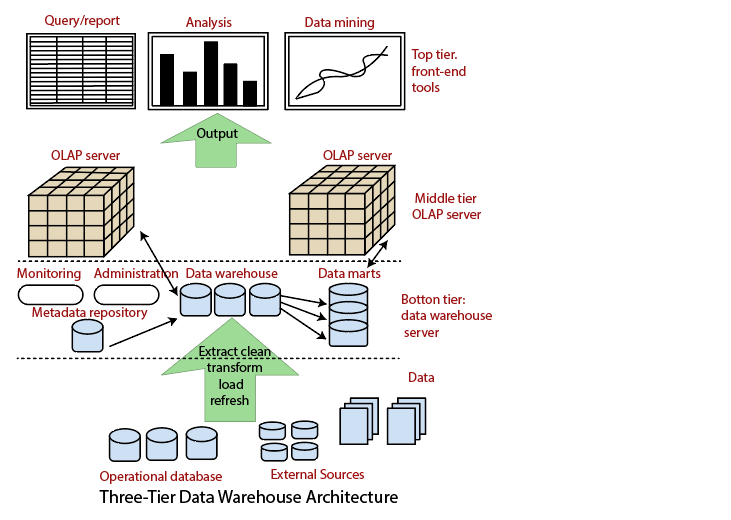 Query/report
Analysis
Data mining
Top tier.
front-end
tools
Output
OLAP server
OLAP server
Middle tier
OLAP server
Monitoring
Administration
Data warehouse
Data marts
Metadata repository
Botton tier:
data warehouse
server
Extract clean
transform
load
refresh
Data
Operational database
External Sources
Three-Tier Data Warehouse Architecture